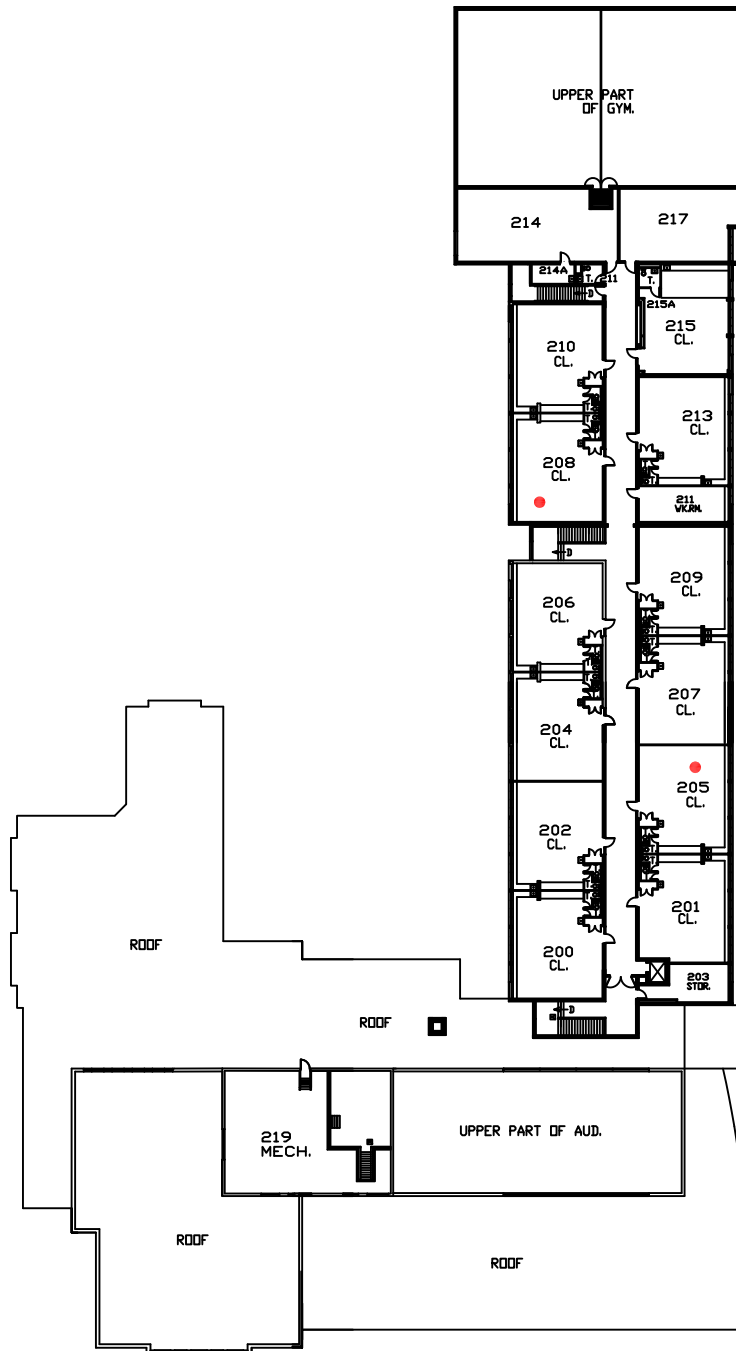 UPPER PART
OF GYM.
214
217
214A
T.
211
T.
D
215A
215
CL.
210
CL.
213
CL.
208
CL.
T.
211
WK.RM.
D
209
CL.
206
CL.
207
CL.
204
CL.
205
CL.
202
CL.
T.
T.
201
CL.
ROOF
200
CL.
203
STOR.
D
ROOF
219
MECH.
UPPER PART OF AUD.
ROOF
ROOF